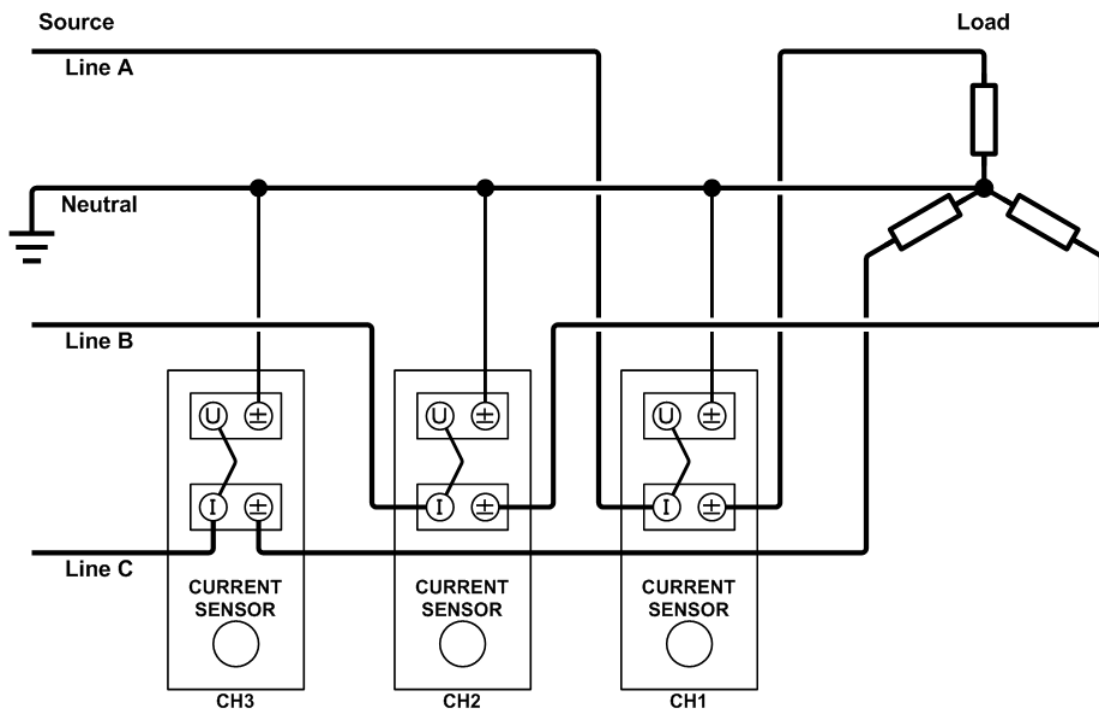 Source
Load
Line A
Neutral
Line B
U ±
U ±
U ±
I ±
I ±
I ±
Line C
CURRENT
SENSOR
CURRENT
SENSOR
CURRENT
SENSOR
CH3
CH2
CH1